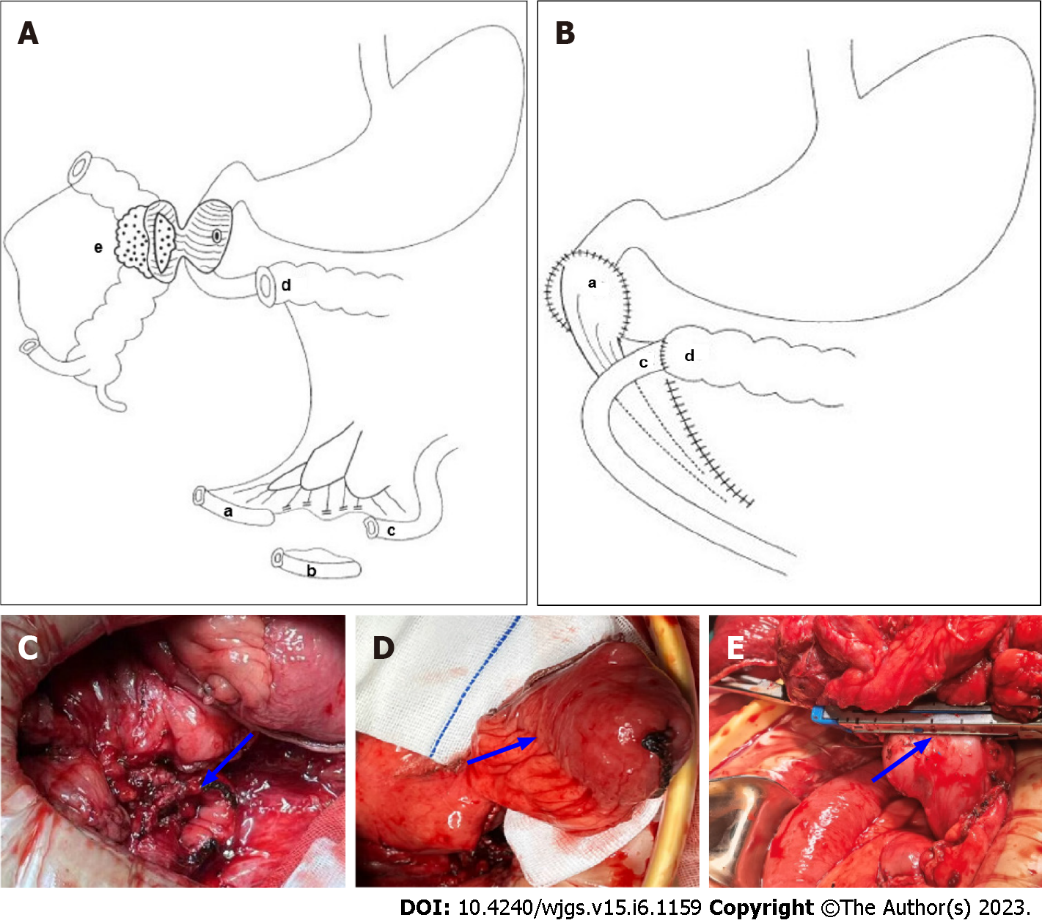 A
B
e
d
a
c
b
a
c
d
C
D
E
DOI: 10.4240/wjgs.v15.i6.1159 Copyright ©The Author(s) 2023.